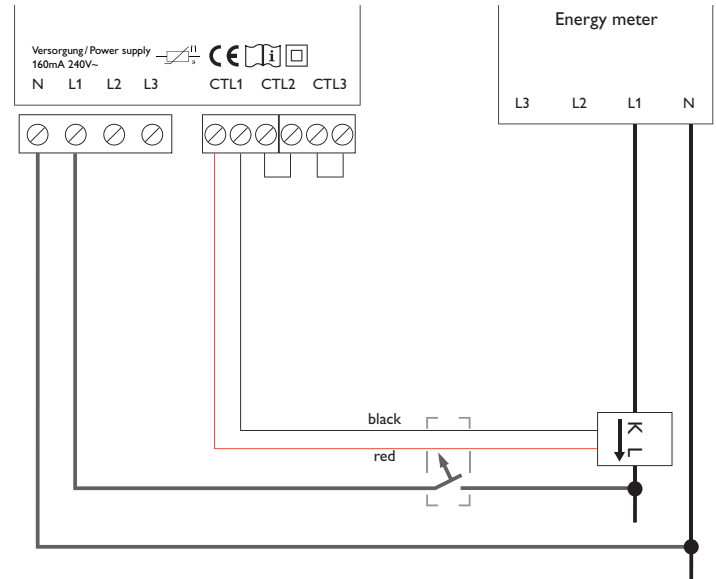 Energy meter
Versorgung/Power supply
160mA 240V~
N L1 L2 L3 CTL1 CTL2 CTL3
L3 L2 L1 N
black
red
K L